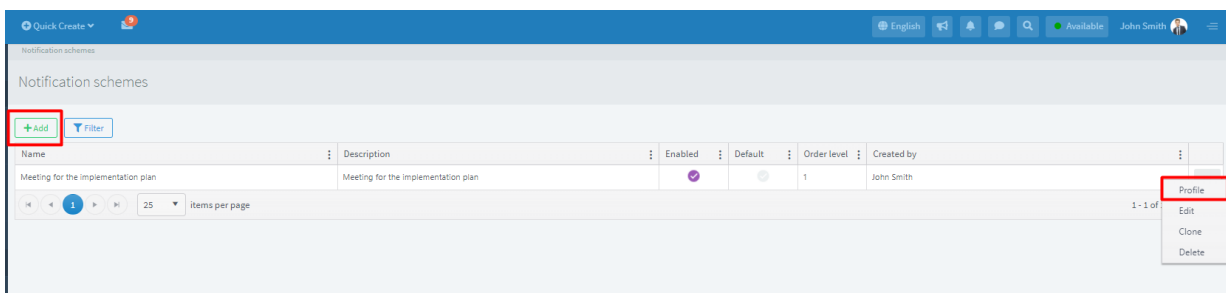 Quick Create 9 English Available John Smith
Notification schemes
Notification schemes
+Add Filter
Name Description Enabled Default Order level Created by
Meeting for the implementation plan Meeting for the implementation plan 1 John Smith
Profile
1 25 items per page 1 - 1 of
Edit
Clone
Delete